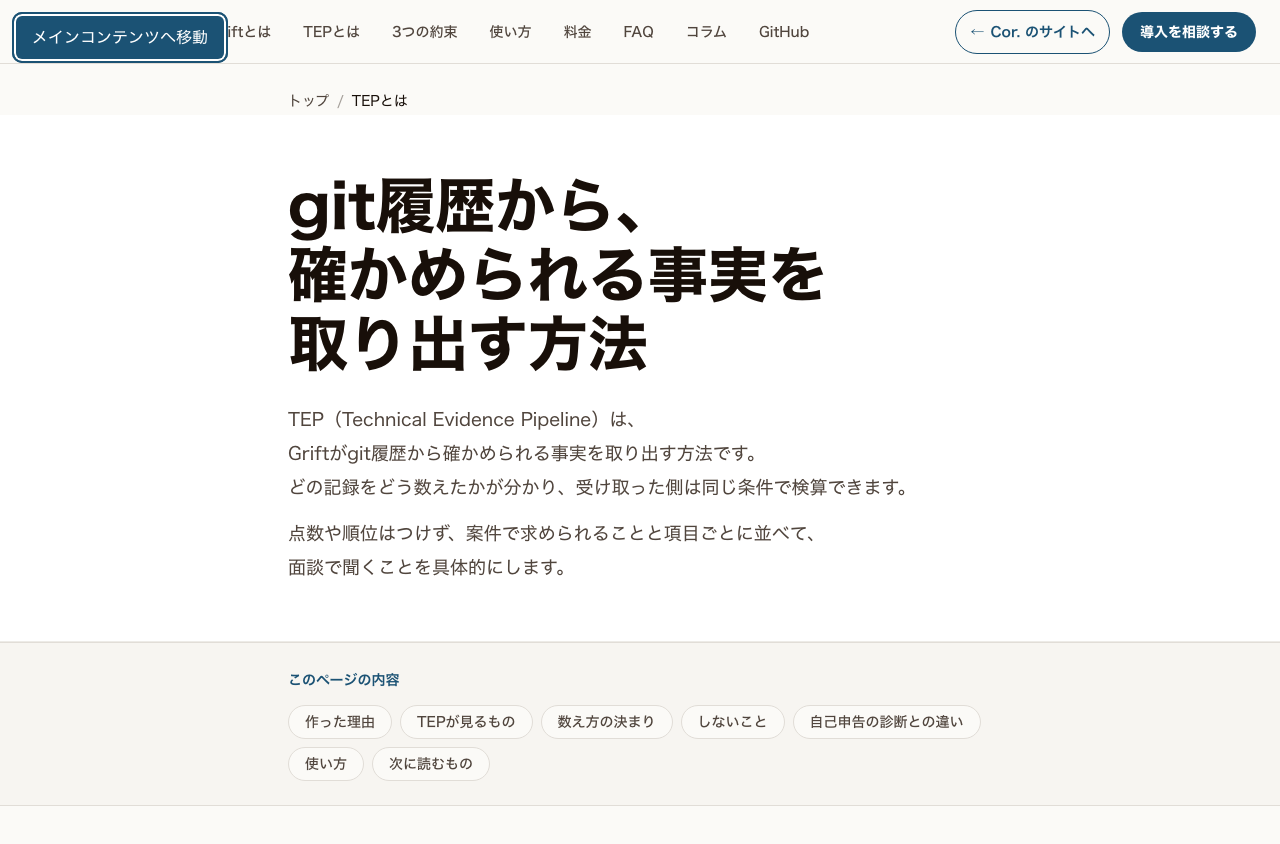 メインコンテンツへ移動
iftとは
TEPとは
3つの約束
使い方
料金
FAQ
コラム
GitHub
← Cor. のサイトへ
導入を相談する
トップ / TEPとは
git履歴から、
確かめられる事実を
取り出す方法
TEP（Technical Evidence Pipeline）は、
Griftがgit履歴から確かめられる事実を取り出す方法です。
どの記録をどう数えたかが分かり、受け取った側は同じ条件で検算できます。
点数や順位はつけず、案件で求められることと項目ごとに並べて、
面談で聞くことを具体的にします。
このページの内容
作った理由
TEPが見るもの
数え方の決まり
しないこと
自己申告の診断との違い
使い方
次に読むもの